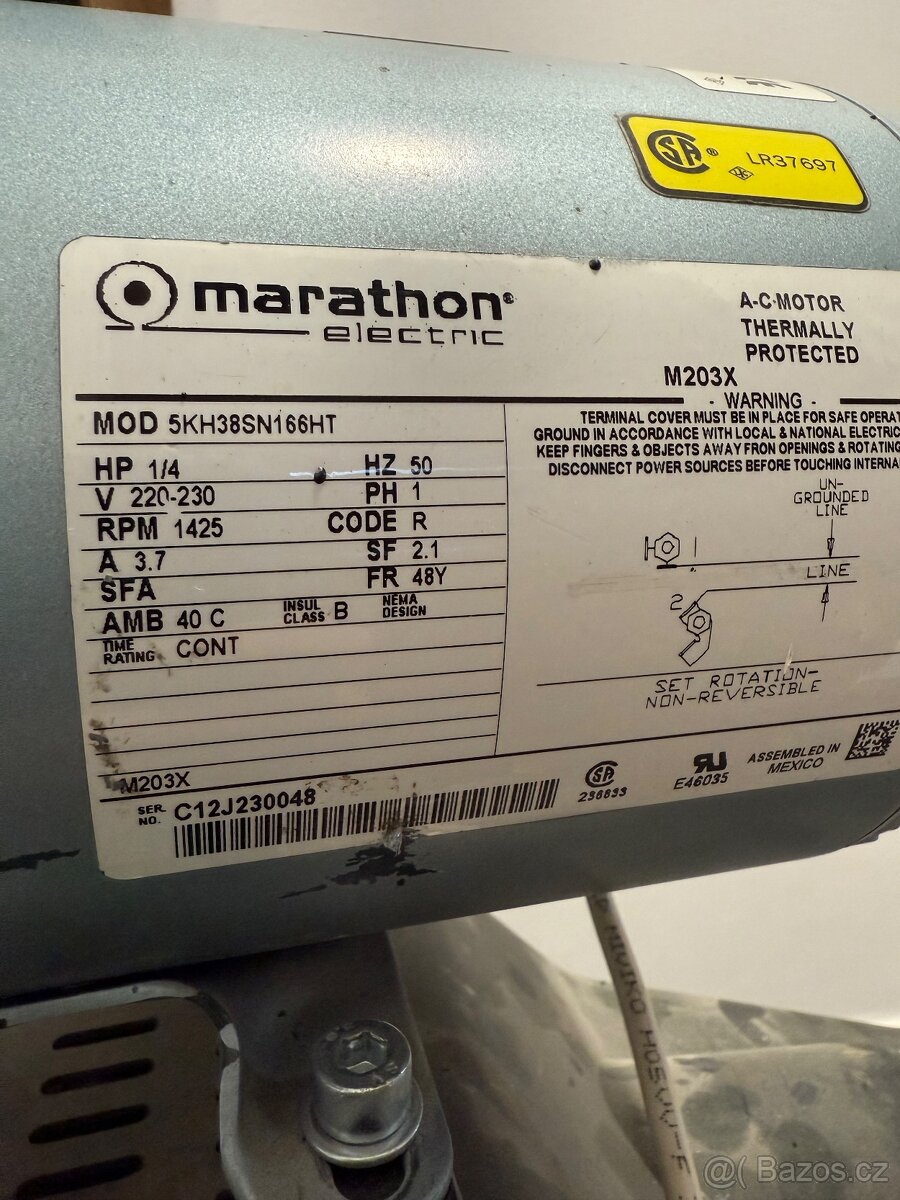 CSA ® LR37697
marathon®
electric
A-C MOTOR
THERMALLY
PROTECTED
M203X
- WARNING -
TERMINAL COVER MUST BE IN PLACE FOR SAFE OPERAT
GROUND IN ACCORDANCE WITH LOCAL & NATIONAL ELECTRIC
KEEP FINGERS & OBJECTS AWAY FRON OPENINGS & ROTATING
DISCONNECT POWER SOURCES BEFORE TOUCHING INTERNA
MOD 5KH38SN166HT
HP 1/4 HZ 50
V 220-230 PH 1
RPM 1425 CODE R
A 3.7 SF 2.1
SFA FR 48Y
AMB 40 C INSUL CLASS B NEMA DESIGN
TIME RATING CONT
UN-
GROUNDED
LINE
1
LINE
2
SET ROTATION-
NON-REVERSIBLE
M203X
SER. NO. C12J230048
E46035
ASSEMBLED IN
MEXICO
H05VV-F
@( Bazoš.cz